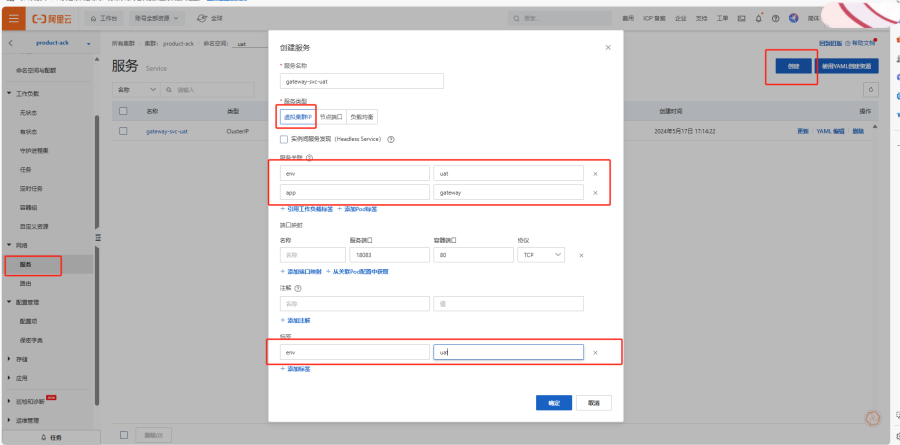 阿里云
工作台
账号全部资源
全球
搜索...
费用 ICP 备案 企业 支持 工单
简体
product-ack
所有集群 集群: product-ack 命名空间: uat
帮助文档
服务 Service
创建
使用YAML创建资源
名称
请输入
名称 类型 创建时间 操作
gateway-svc-uat ClusterIP 2024年5月17日 17:14:22 更新 YAML 编辑 删除
命名空间与配额
工作负载
无状态
有状态
守护进程集
任务
定时任务
容器组
自定义资源
网络
服务
路由
配置管理
配置项
保密字典
存储
应用
巡检和诊断
运维管理
任务
创建服务
* 服务名称
gateway-svc-uat
* 服务类型
虚拟集群IP 节点端口 负载均衡
实例间服务发现 (Headless Service)
服务关联
env uat
app gateway
+ 引用工作负载标签 + 添加Pod标签
端口映射
名称 服务端口 容器端口 协议
名称 18083 80 TCP
+ 添加端口映射 + 从关联Pod配置中获取
注解
名称 值
+ 添加注解
标签
env uat
+ 添加标签
确定 取消